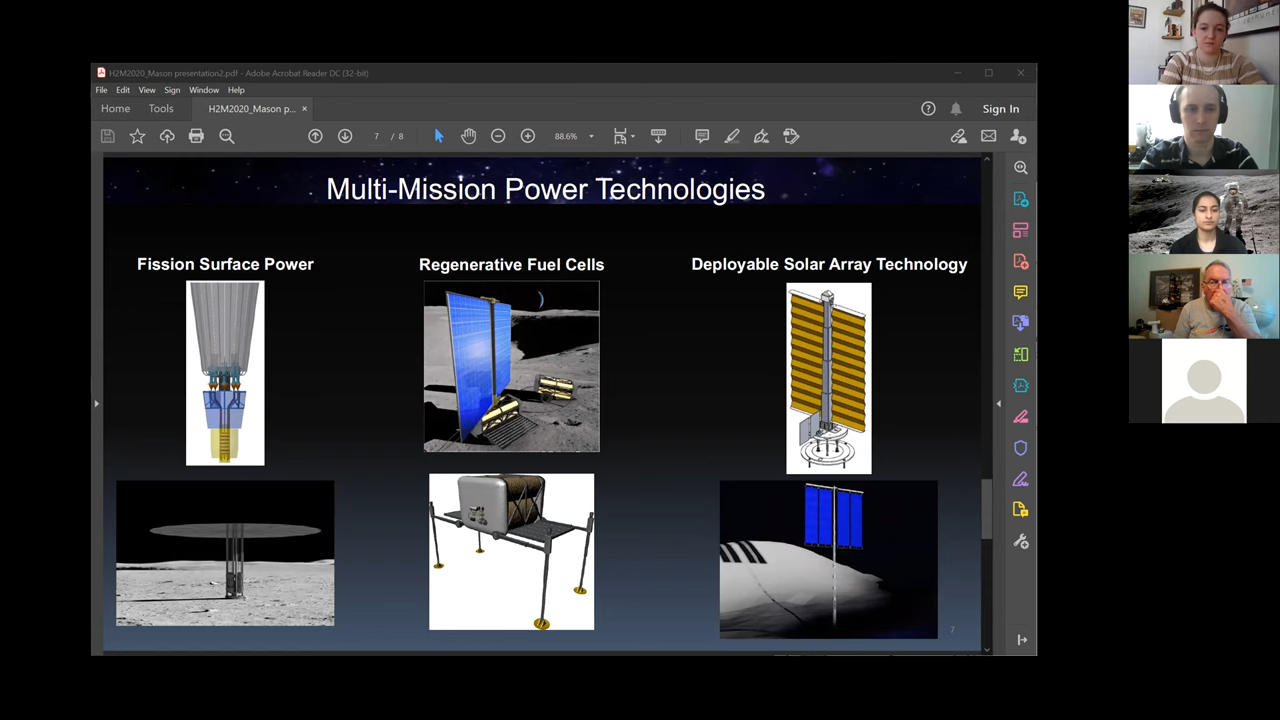 H2M2020_Mason presentation2.pdf - Adobe Acrobat Reader DC (32-bit)
File Edit View Sign Window Help
Home Tools H2M2020_Mason p... × Sign In
7 / 8 88.6%
Multi-Mission Power Technologies
Fission Surface Power Regenerative Fuel Cells Deployable Solar Array Technology
7